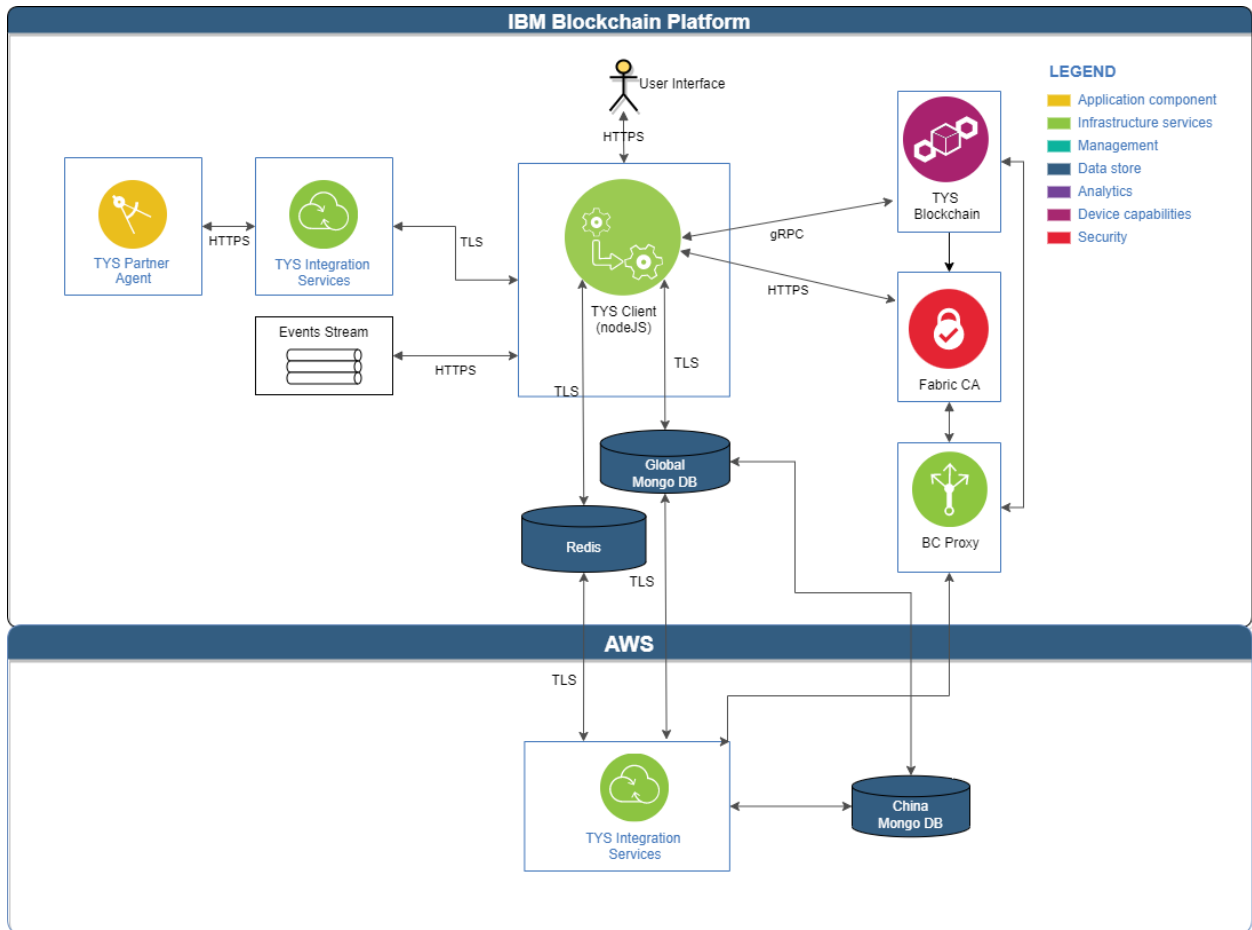 IBM Blockchain Platform
User Interface
HTTPS
LEGEND
Application component
Infrastructure services
Management
Data store
Analytics
Device capabilities
Security
TYS Partner
Agent
HTTPS
TYS Integration
Services
TLS
Events Stream
HTTPS
TYS Client
(nodeJS)
gRPC
HTTPS
TYS
Blockchain
Fabric CA
BC Proxy
TLS
TLS
Global
Mongo DB
Redis
TLS
AWS
TLS
TYS Integration
Services
China
Mongo DB